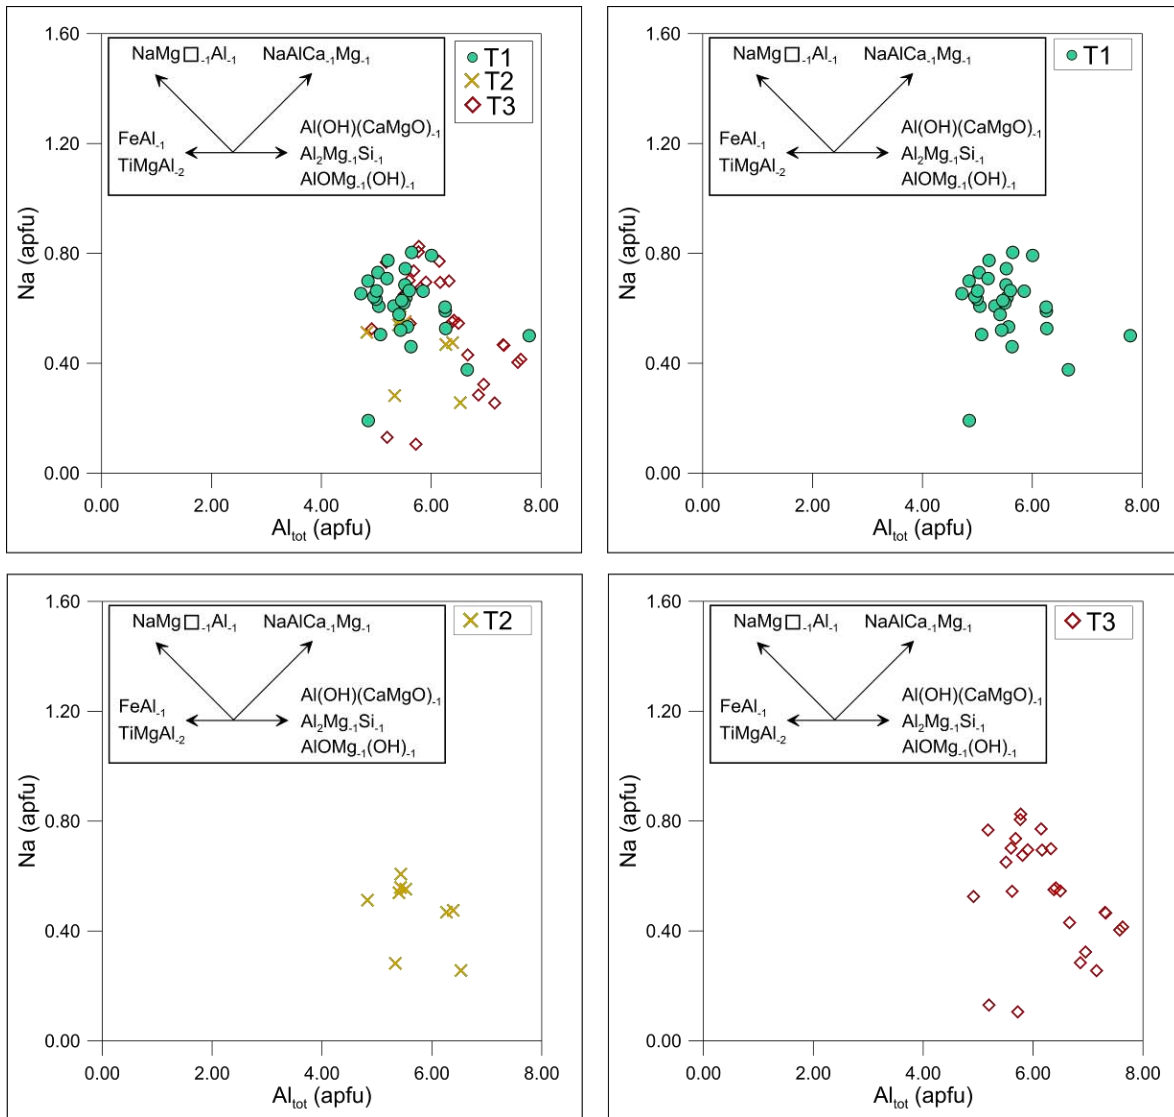 1.60
1.20
0.80
0.40
0.00
Na (apfu)
NaMg□₋₁Al₋₁ NaAlCa₋₁Mg₋₁
FeAl₋₁
TiMgAl₋₂
Al(OH)(CaMgO)₋₁
Al₂Mg₋₁Si₋₁
AlOMg₋₁(OH)₋₁
T1
T2
T3
0.00 2.00 4.00 6.00 8.00
Al_tot (apfu)
1.60
1.20
0.80
0.40
0.00
Na (apfu)
NaMg□₋₁Al₋₁ NaAlCa₋₁Mg₋₁
FeAl₋₁
TiMgAl₋₂
Al(OH)(CaMgO)₋₁
Al₂Mg₋₁Si₋₁
AlOMg₋₁(OH)₋₁
T1
0.00 2.00 4.00 6.00 8.00
Al_tot (apfu)
1.60
1.20
0.80
0.40
0.00
Na (apfu)
NaMg□₋₁Al₋₁ NaAlCa₋₁Mg₋₁
FeAl₋₁
TiMgAl₋₂
Al(OH)(CaMgO)₋₁
Al₂Mg₋₁Si₋₁
AlOMg₋₁(OH)₋₁
T2
0.00 2.00 4.00 6.00 8.00
Al_tot (apfu)
1.60
1.20
0.80
0.40
0.00
Na (apfu)
NaMg□₋₁Al₋₁ NaAlCa₋₁Mg₋₁
FeAl₋₁
TiMgAl₋₂
Al(OH)(CaMgO)₋₁
Al₂Mg₋₁Si₋₁
AlOMg₋₁(OH)₋₁
T3
0.00 2.00 4.00 6.00 8.00
Al_tot (apfu)